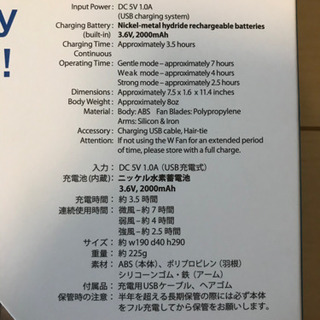 y
!
Input Power : DC 5V 1.0A
(USB charging system)
Charging Battery : Nickel-metal hydride rechargeable batteries
(built-in) 3.6V, 2000mAh
Charging Time : Approximately 3.5 hours
Continuous
Operating Time : Gentle mode – approximately 7 hours
Weak mode – approximately 4 hours
Strong mode – approximately 2.5 hours
Dimensions : Approximately 7.5 x 1.6 x 11.4 inches
Body Weight : Approximately 8oz
Material : Body: ABS Fan Blades: Polypropylene
Arms: Silicon & Iron
Accessory : Charging USB cable, Hair-tie
Attention : If not using the W Fan for an extended period
of time, please store with a full charge.
入力 : DC 5V 1.0A(USB充電式)
充電池(内蔵): ニッケル水素蓄電池
3.6V, 2000mAh
充電時間 : 約 3.5 時間
連続使用時間 : 微風 – 約 7 時間
弱風 – 約 4 時間
強風 – 約 2.5 時間
サイズ : 約 w190 d40 h290
重量 : 約 225g
素材 : ABS(本体)、ポリプロピレン(羽根)
シリコーンゴム・鉄(アーム)
付属品 : 充電用USBケーブル、ヘアゴム
保管時の注意 : 半年を超える長期保管の際には必ず本体
をフル充電してから保管してください